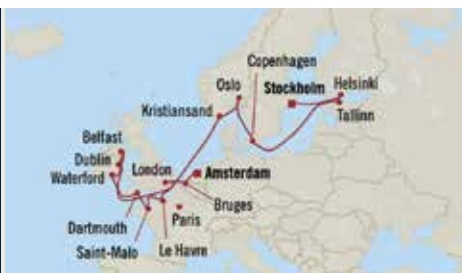 Copenhagen
Oslo
Helsinki
Stockholm
Kristiansand
Tallinn
Belfast
Dublin
London
Amsterdam
Waterford
Bruges
Paris
Dartmouth
Saint-Malo
Le Havre